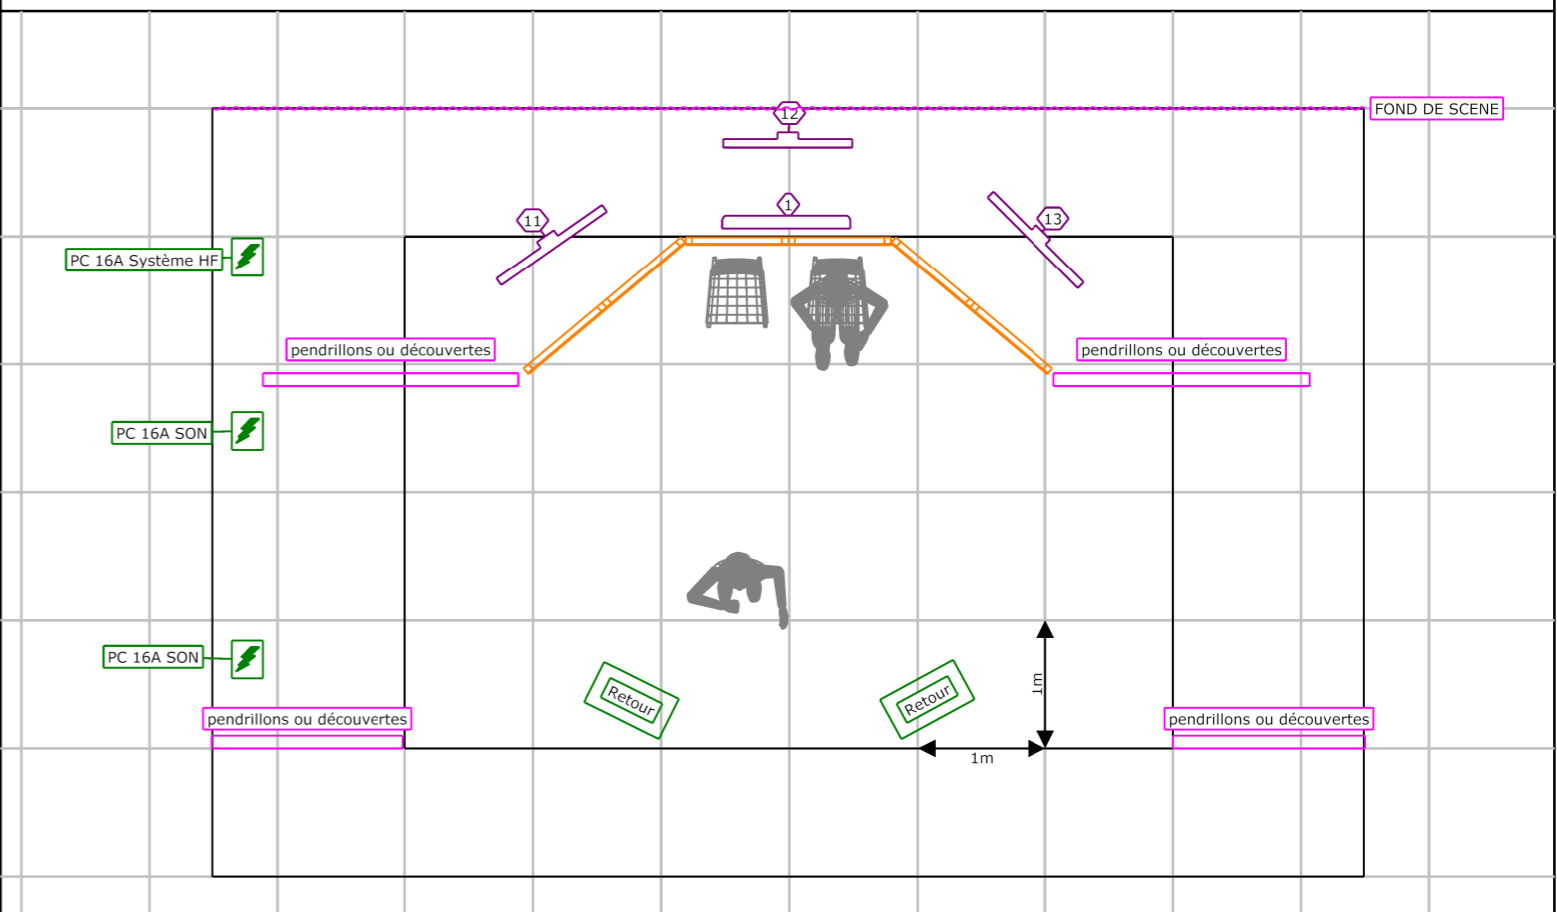 FOND DE SCENE
12
1
11
13
PC 16A Système HF
pendrillons ou découvertes
pendrillons ou découvertes
PC 16A SON
PC 16A SON
Retour
Retour
1m
pendrillons ou découvertes
pendrillons ou découvertes
1m